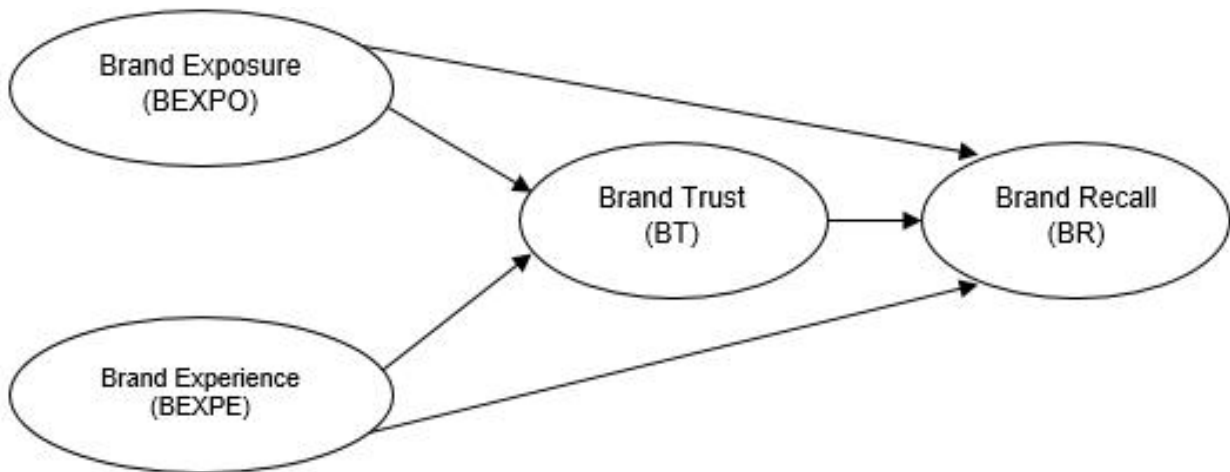 Brand Exposure
(BEXPO)
Brand Trust
(BT)
Brand Recall
(BR)
Brand Experience
(BEXPE)